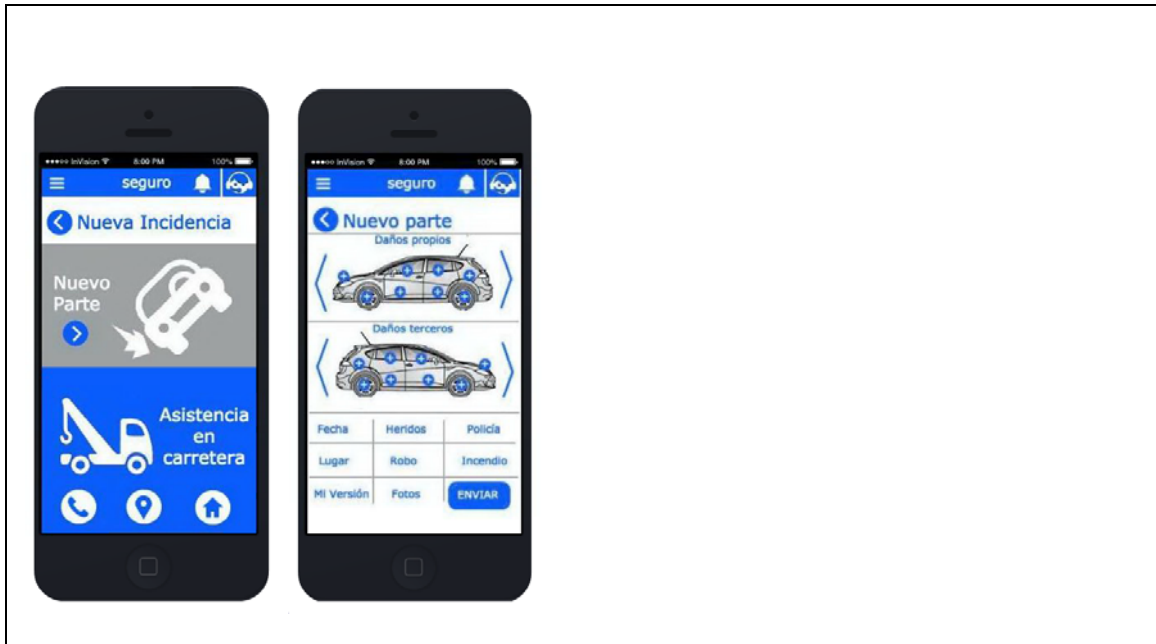 InVision 8:00 PM 100%
seguro
Nueva Incidencia
Nuevo
Parte
Asistencia
en
carretera
InVision 8:00 PM 100%
seguro
Nuevo parte
Daños propios
Daños terceros
Fecha Heridos Policía
Lugar Robo Incendio
Mi Versión Fotos ENVIAR